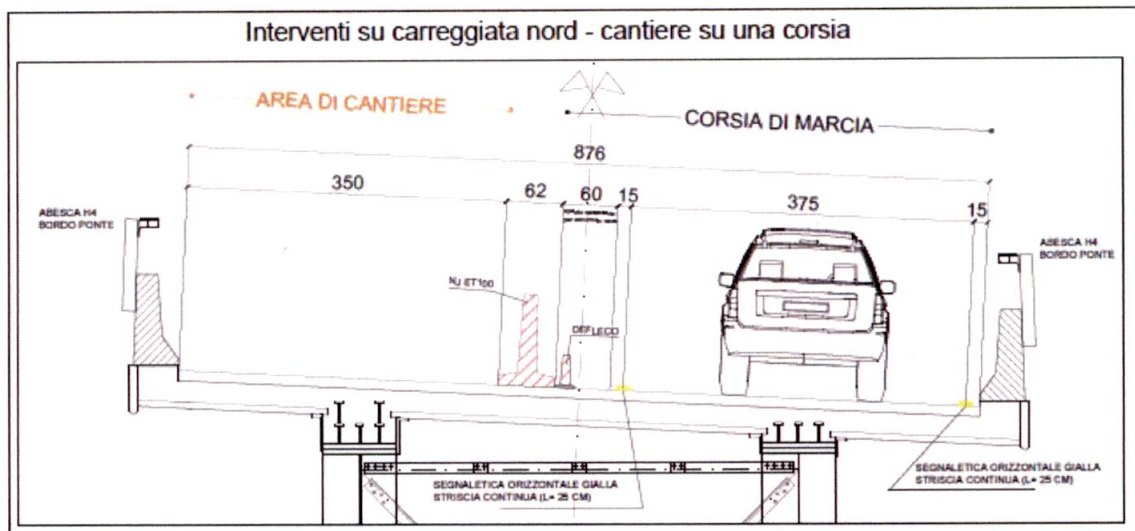 Interventi su carreggiata nord - cantiere su una corsia
AREA DI CANTIERE
CORSIA DI MARCIA
876
350
62
60
15
375
15
ABESCA H4
BORDO PONTE
ABESCA H4
BORDO PONTE
NJ ET100
DEFLECO
SEGNALETICA ORIZZONTALE GIALLA
STRISCIA CONTINUA (L= 25 CM)
SEGNALETICA ORIZZONTALE GIALLA
STRISCIA CONTINUA (L= 25 CM)